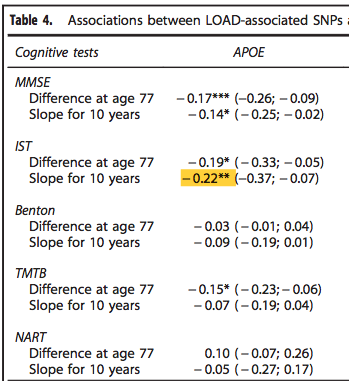 Table 4. Associations between LOAD-associated SNPs
Cognitive tests APOE
MMSE
Difference at age 77 −0.17*** (−0.26; −0.09)
Slope for 10 years −0.14* (−0.25; −0.02)
IST
Difference at age 77 −0.19* (−0.33; −0.05)
Slope for 10 years −0.22** (−0.37; −0.07)
Benton
Difference at age 77 −0.03 (−0.01; 0.04)
Slope for 10 years −0.09 (−0.19; 0.01)
TMTB
Difference at age 77 −0.15* (−0.23; −0.06)
Slope for 10 years −0.07 (−0.19; 0.04)
NART
Difference at age 77 0.10 (−0.07; 0.26)
Slope for 10 years −0.05 (−0.27; 0.17)